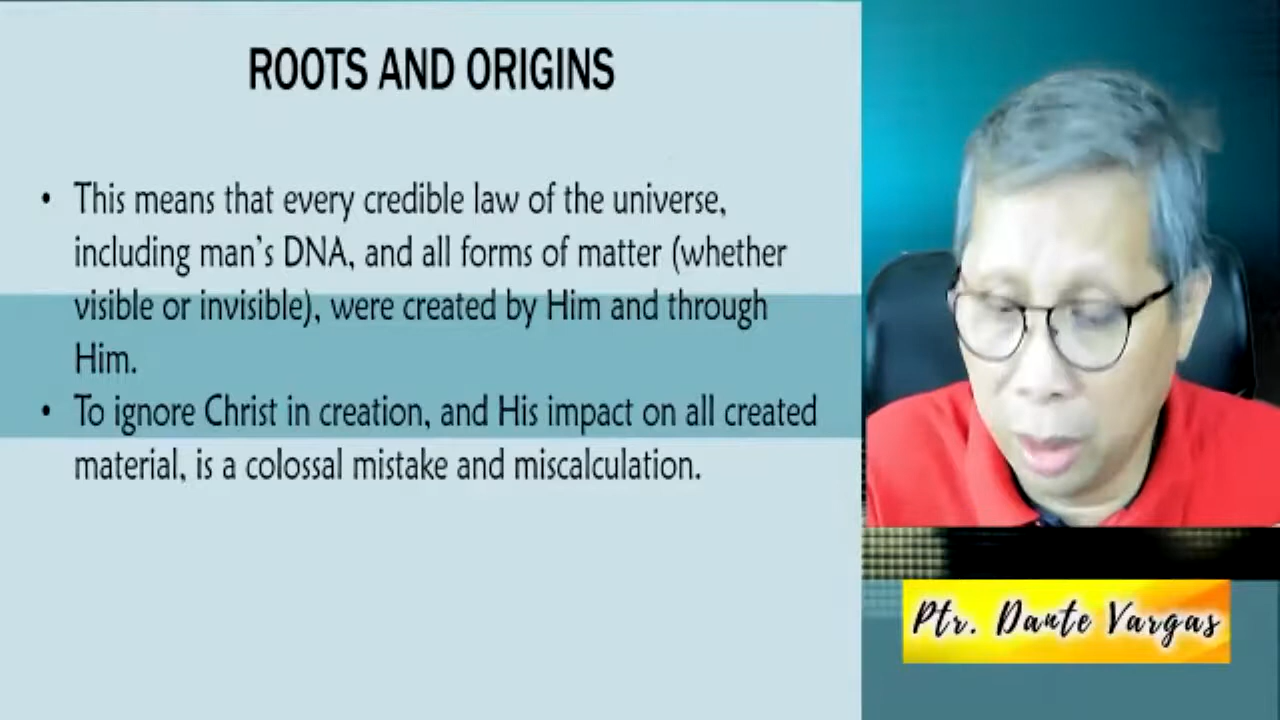 ROOTS AND ORIGINS
• This means that every credible law of the universe,
including man's DNA, and all forms of matter (whether
visible or invisible), were created by Him and through
Him.
• To ignore Christ in creation, and His impact on all created
material, is a colossal mistake and miscalculation.
Ptr. Dante Vargas